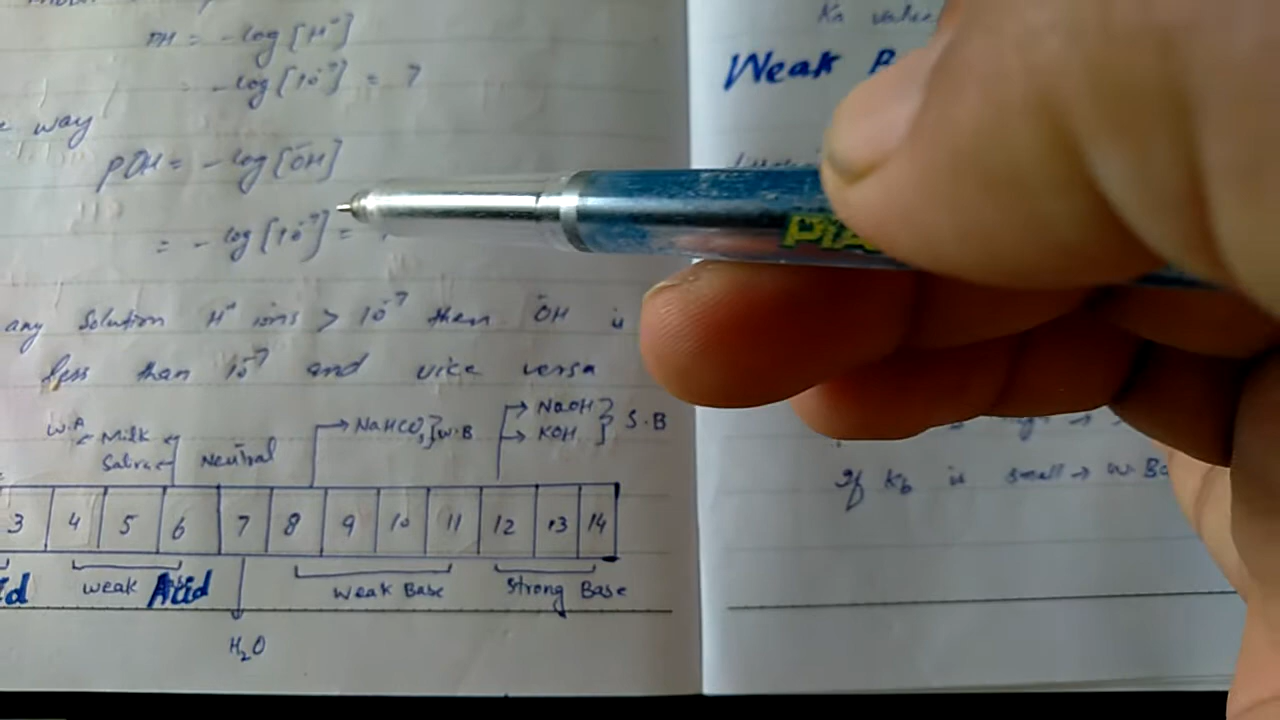 PH = -log [H⁺]
= -log [10⁻⁷] = 7
way
pOH = -log [O̅H]
= -log [10⁻⁷] =
any Solution H⁺ ions > 10⁻⁷ then O̅H is
less than 10⁻⁷ and vice versa
W.A Milk
Saliva
Neutral
NaHCO₃ } W.B
NaOH
KOH } S.B
3 4 5 6 7 8 9 10 11 12 13 14
id weak Acid Weak Base Strong Base
H₂O
Weak B
If Kb is small → W. Ba
PIA